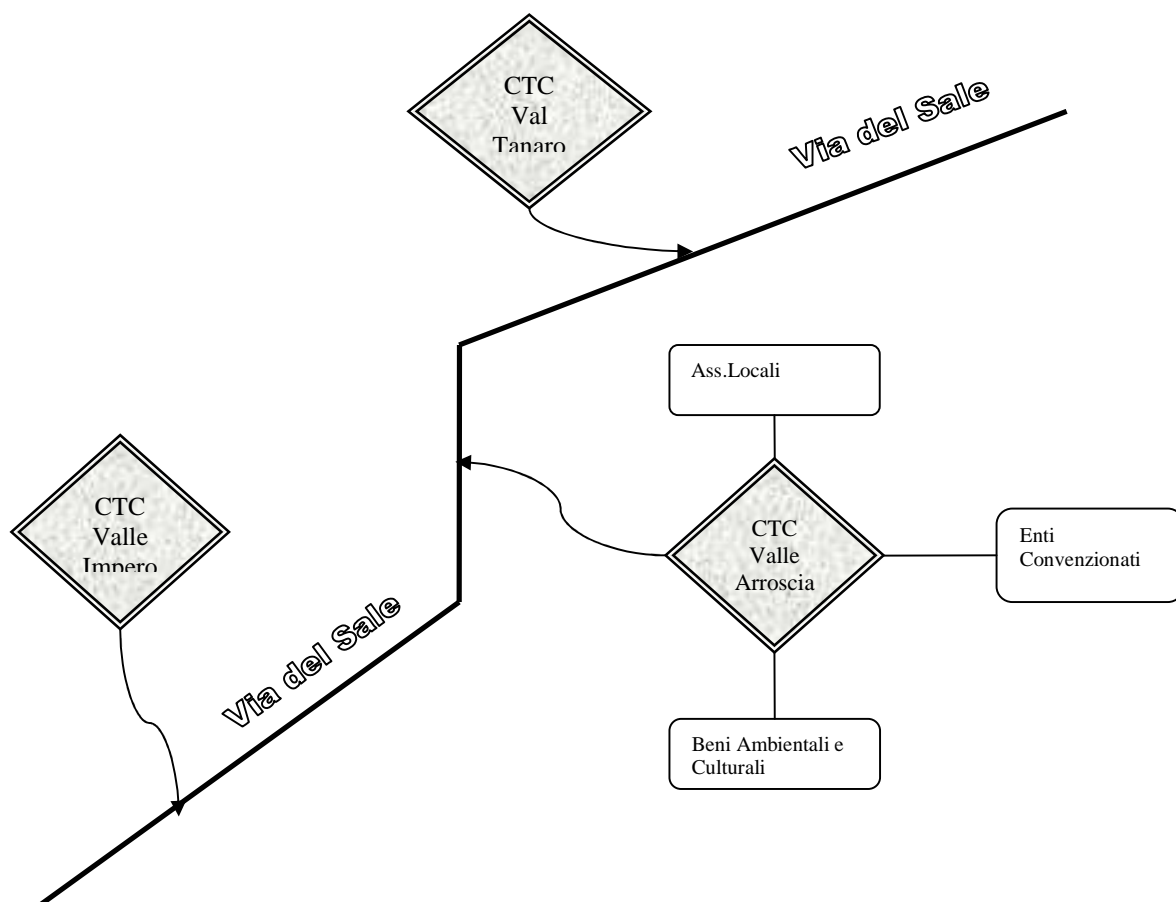 CTC
Val
Tanaro
Via del Sale
Ass.Locali
CTC
Valle
Impero
CTC
Valle
Arroscia
Enti
Convenzionati
Via del Sale
Beni Ambientali e
Culturali